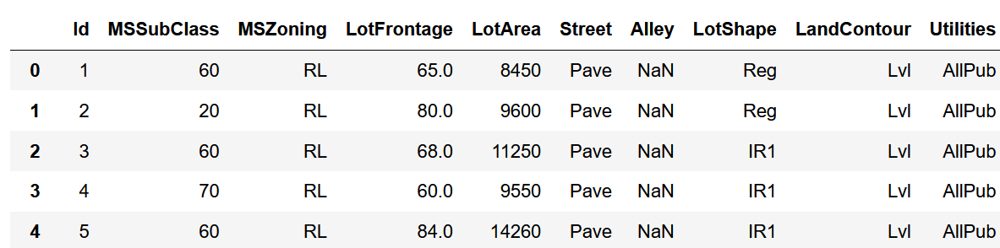 Id MSSubClass MSZoning LotFrontage LotArea Street Alley LotShape LandContour Utilities
0 1 60 RL 65.0 8450 Pave NaN Reg Lvl AllPub
1 2 20 RL 80.0 9600 Pave NaN Reg Lvl AllPub
2 3 60 RL 68.0 11250 Pave NaN IR1 Lvl AllPub
3 4 70 RL 60.0 9550 Pave NaN IR1 Lvl AllPub
4 5 60 RL 84.0 14260 Pave NaN IR1 Lvl AllPub